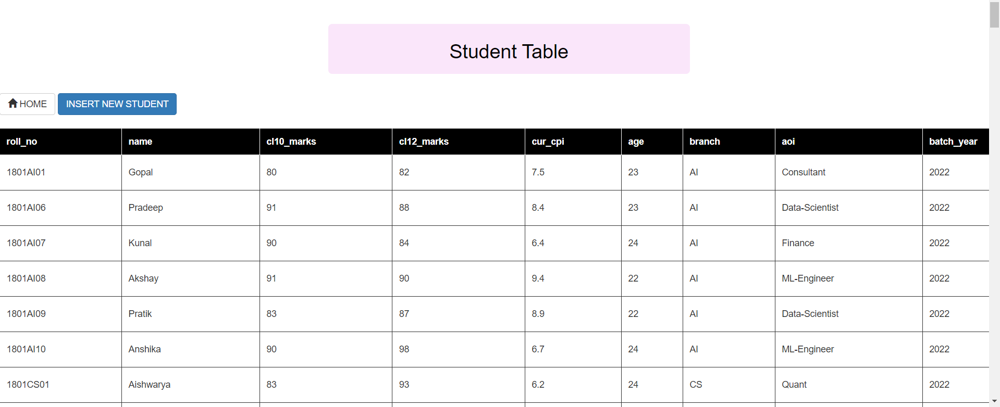 Student Table
HOME INSERT NEW STUDENT
roll_no name cl10_marks cl12_marks cur_cpi age branch aoi batch_year
1801AI01 Gopal 80 82 7.5 23 AI Consultant 2022
1801AI06 Pradeep 91 88 8.4 23 AI Data-Scientist 2022
1801AI07 Kunal 90 84 6.4 24 AI Finance 2022
1801AI08 Akshay 91 90 9.4 22 AI ML-Engineer 2022
1801AI09 Pratik 83 87 8.9 22 AI Data-Scientist 2022
1801AI10 Anshika 90 98 6.7 24 AI ML-Engineer 2022
1801CS01 Aishwarya 83 93 6.2 24 CS Quant 2022